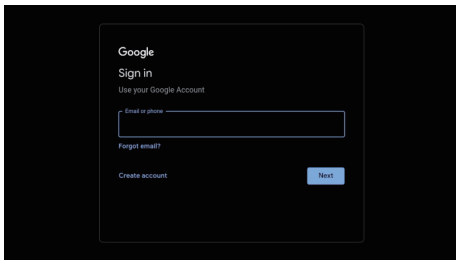 Google
Sign in
Use your Google Account
Email or phone
Forgot email?
Create account
Next